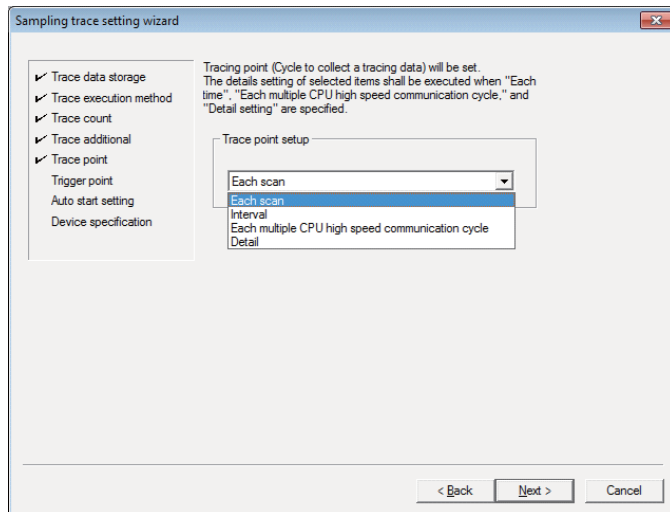 Sampling trace setting wizard
Trace data storage
Trace execution method
Trace count
Trace additional
Trace point
Trigger point
Auto start setting
Device specification
Tracing point (Cycle to collect a tracing data) will be set.
The details setting of selected items shall be executed when "Each
time", "Each multiple CPU high speed communication cycle," and
"Detail setting" are specified.
Trace point setup
Each scan
Each scan
Interval
Each multiple CPU high speed communication cycle
Detail
< Back
Next >
Cancel